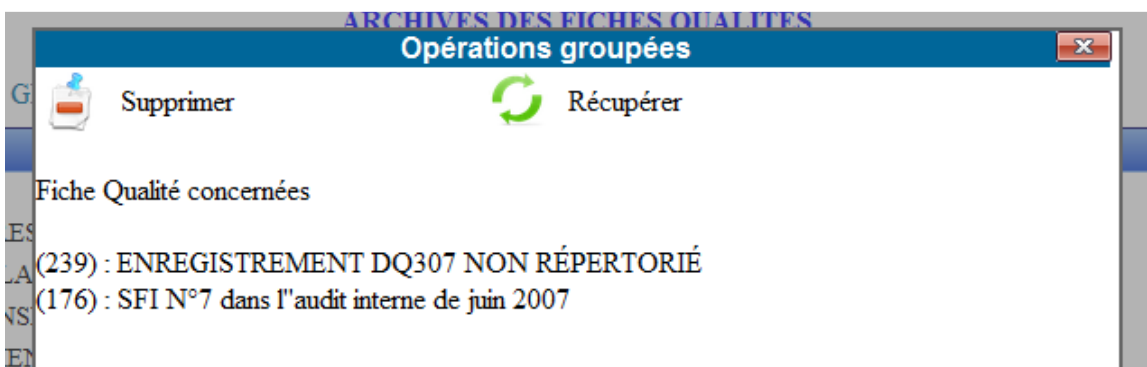 ARCHIVES DES FICHES QUALITES
Opérations groupées
Supprimer Récupérer
Fiche Qualité concernées
(239) : ENREGISTREMENT DQ307 NON RÉPERTORIÉ
(176) : SFI N°7 dans l"audit interne de juin 2007